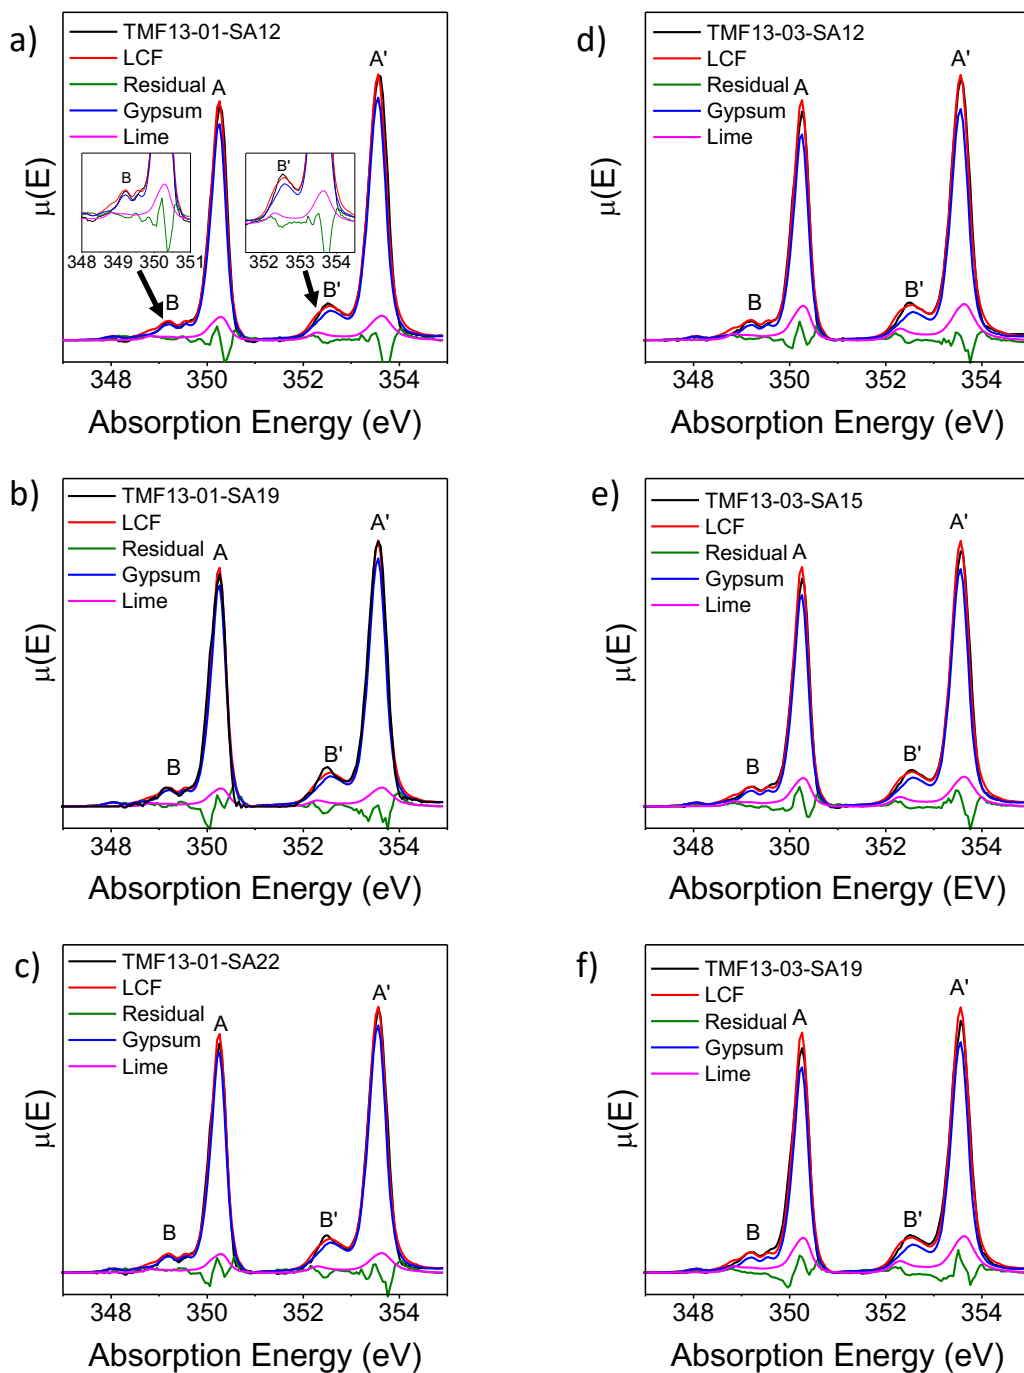 a)
TMF13-01-SA12
LCF
Residual
Gypsum
Lime
A
A'
B
B'
348 349 350 351
352 353 354
B
B'
μ(E)
348 350 352 354
Absorption Energy (eV)
d)
TMF13-03-SA12
LCF
Residual
Gypsum
Lime
A
A'
B
B'
μ(E)
348 350 352 354
Absorption Energy (eV)
b)
TMF13-01-SA19
LCF
Residual
Gypsum
Lime
A
A'
B
B'
μ(E)
348 350 352 354
Absorption Energy (eV)
e)
TMF13-03-SA15
LCF
Residual
Gypsum
Lime
A
A'
B
B'
μ(E)
348 350 352 354
Absorption Energy (EV)
c)
TMF13-01-SA22
LCF
Residual
Gypsum
Lime
A
A'
B
B'
μ(E)
348 350 352 354
Absorption Energy (eV)
f)
TMF13-03-SA19
LCF
Residual
Gypsum
Lime
A
A'
B
B'
μ(E)
348 350 352 354
Absorption Energy (eV)